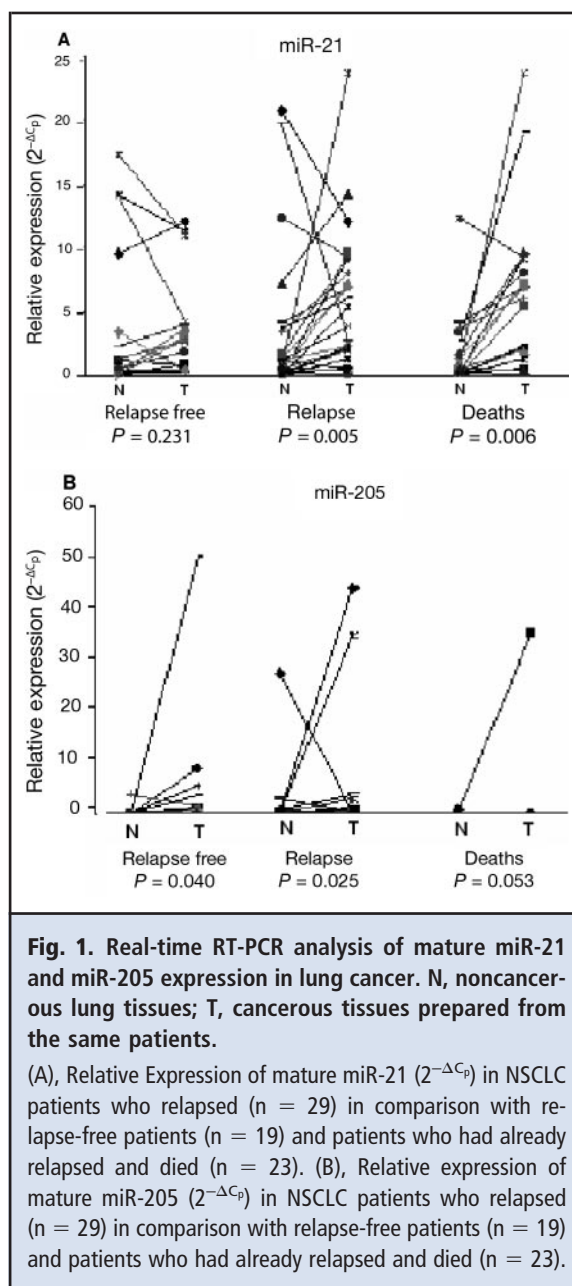 A
miR-21
Relative expression (2−ΔCp)
25
20
15
10
5
0
N T N T N T
Relapse free Relapse Deaths
P = 0.231 P = 0.005 P = 0.006
B
miR-205
Relative expression (2−ΔCp)
60
50
40
30
20
10
0
N T N T N T
Relapse free Relapse Deaths
P = 0.040 P = 0.025 P = 0.053
Fig. 1. Real-time RT-PCR analysis of mature miR-21
and miR-205 expression in lung cancer. N, noncancer-
ous lung tissues; T, cancerous tissues prepared from
the same patients.
(A), Relative Expression of mature miR-21 (2−ΔCp) in NSCLC
patients who relapsed (n = 29) in comparison with re-
lapse-free patients (n = 19) and patients who had already
relapsed and died (n = 23). (B), Relative expression of
mature miR-205 (2−ΔCp) in NSCLC patients who relapsed
(n = 29) in comparison with relapse-free patients (n = 19)
and patients who had already relapsed and died (n = 23).